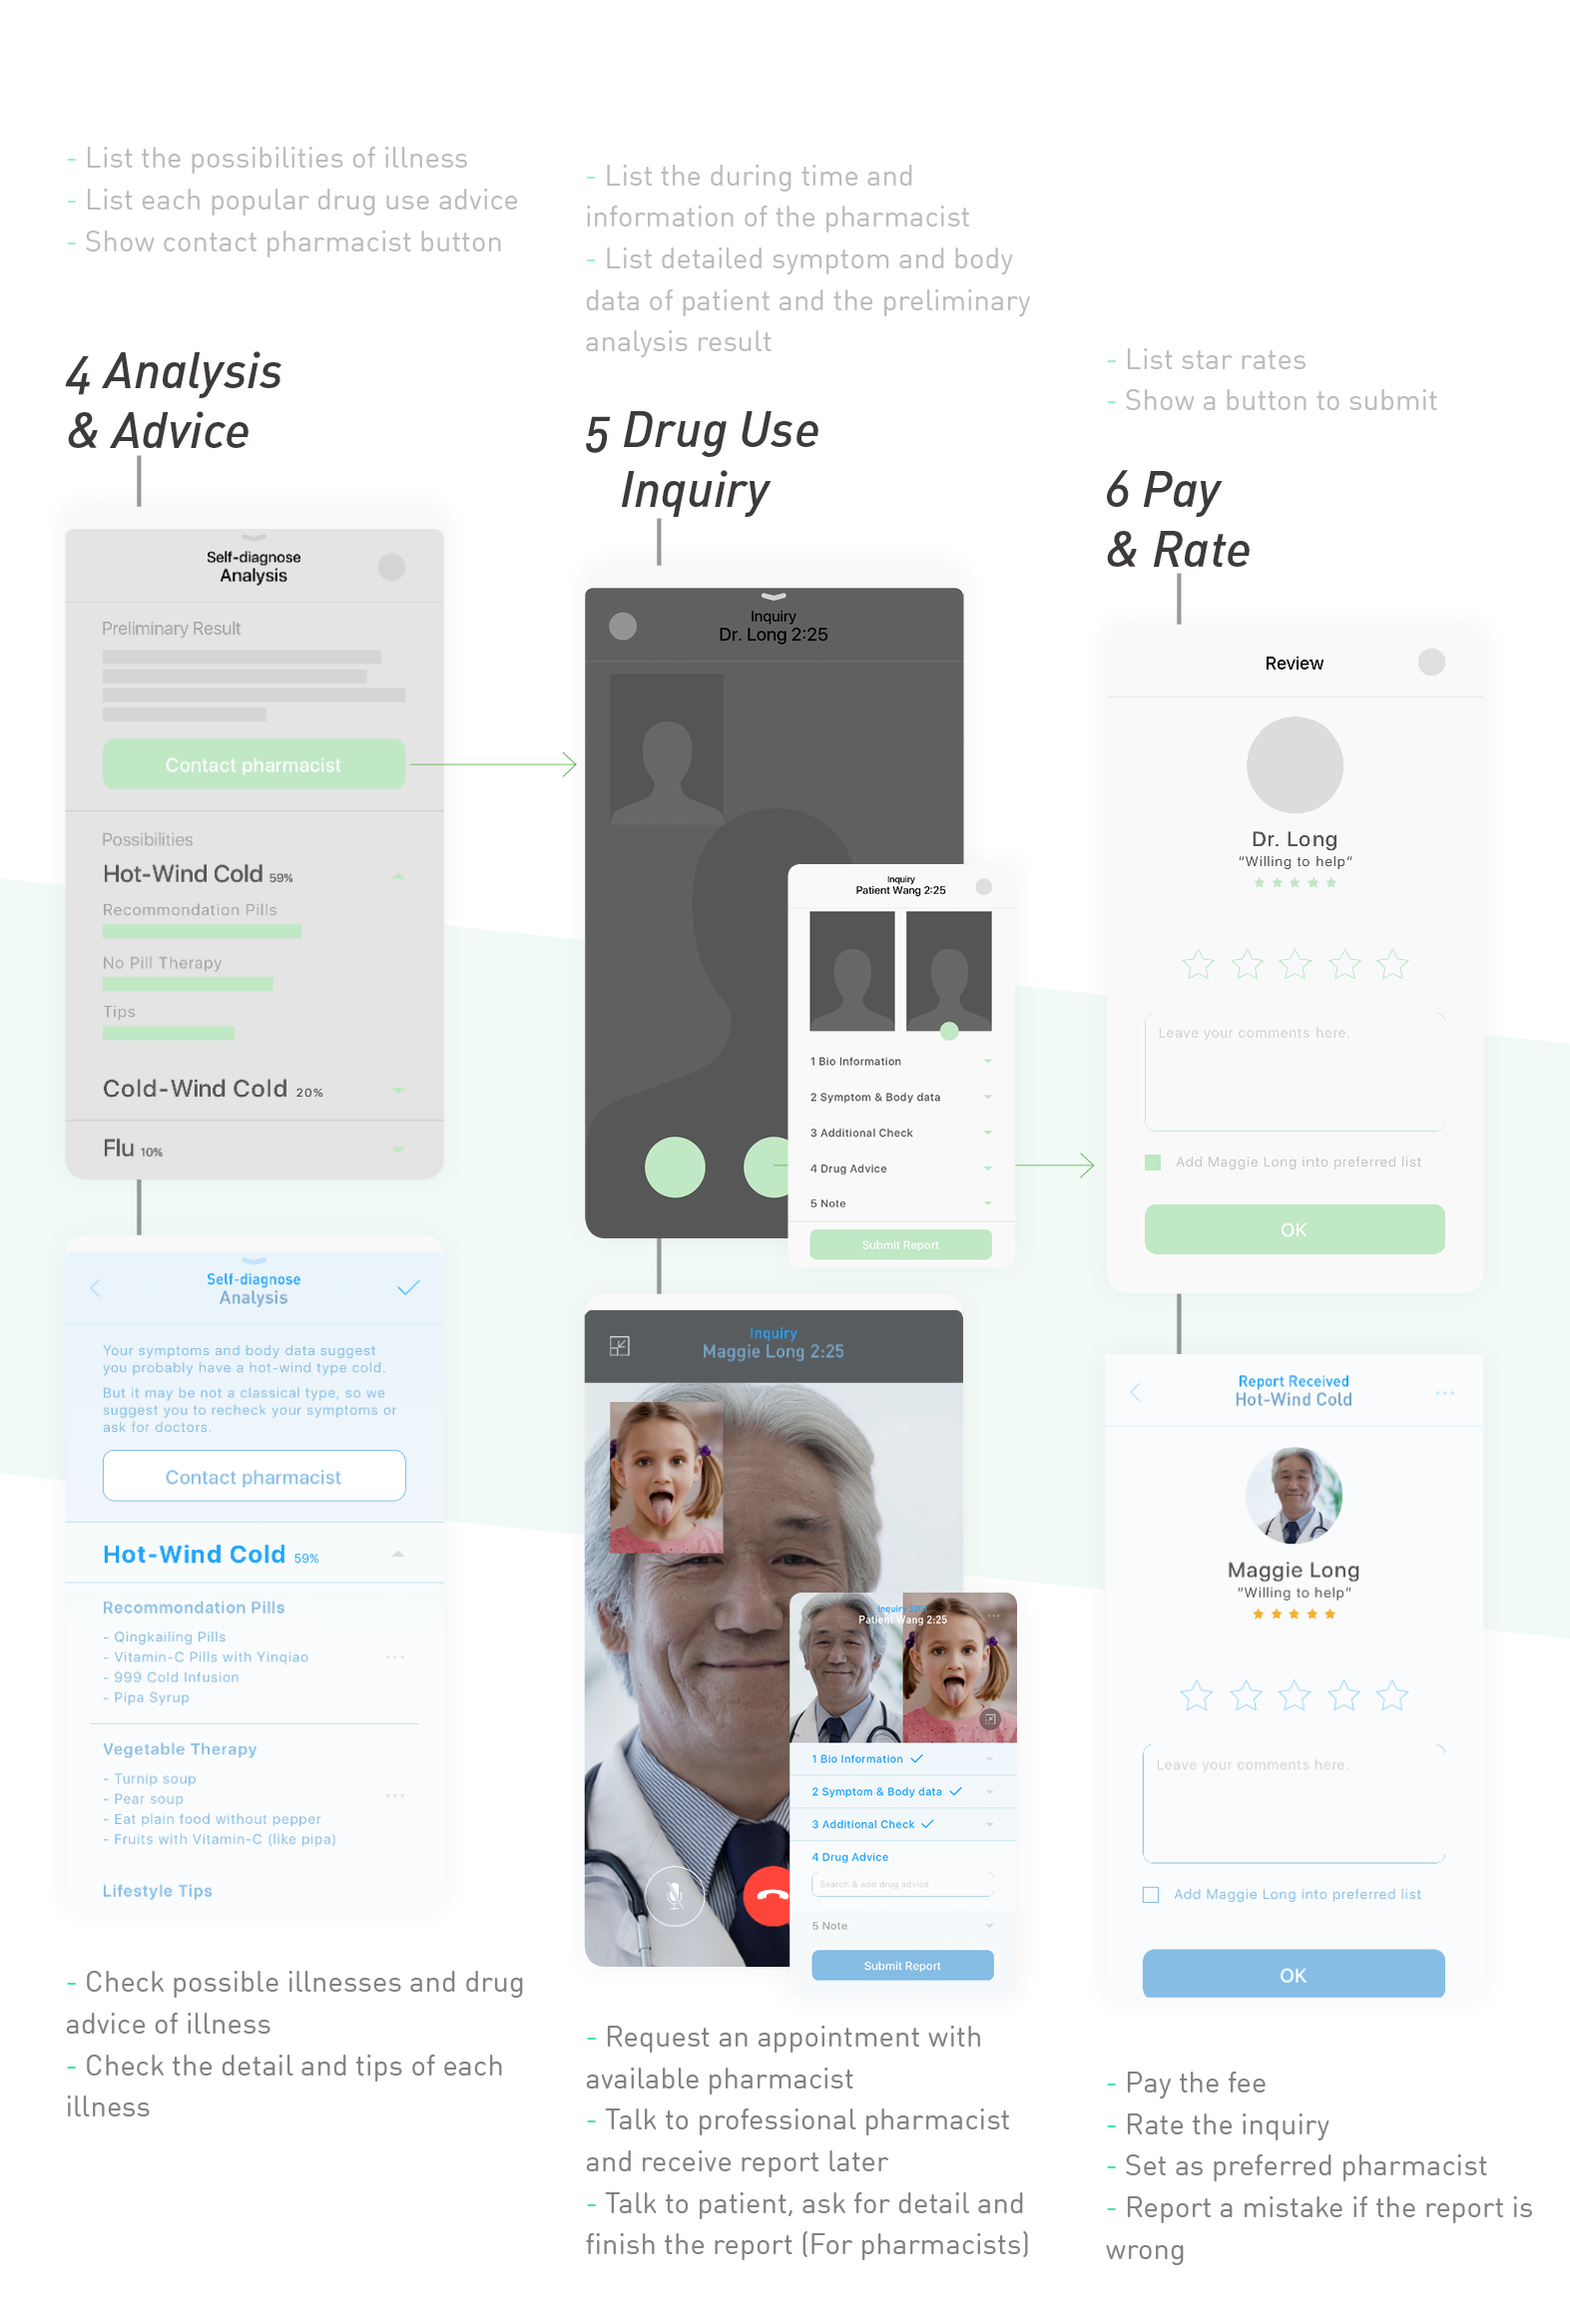 - List the possibilities of illness
- List each popular drug use advice
- Show contact pharmacist button
4 Analysis
& Advice
Self-diagnose
Analysis
Preliminary Result
Contact pharmacist
Possibilities
Hot-Wind Cold 59%
Recommondation Pills
No Pill Therapy
Tips
Cold-Wind Cold 20%
Flu 10%
Self-diagnose
Analysis
Your symptoms and body data suggest
you probably have a hot-wind type cold.
But it may be not a classical type, so we
suggest you to recheck your symptoms or
ask for doctors.
Contact pharmacist
Hot-Wind Cold 59%
Recommondation Pills
- Qingkailing Pills
- Vitamin-C Pills with Yinqiao
- 999 Cold Infusion
- Pipa Syrup
Vegetable Therapy
- Turnip soup
- Pear soup
- Eat plain food without pepper
- Fruits with Vitamin-C (like pipa)
Lifestyle Tips
- Check possible illnesses and drug
advice of illness
- Check the detail and tips of each
illness
- List the during time and
information of the pharmacist
- List detailed symptom and body
data of patient and the preliminary
analysis result
5 Drug Use
Inquiry
Inquiry
Dr. Long 2:25
Inquiry
Patient Wang 2:25
1 Bio Information
2 Symptom & Body data
3 Additional Check
4 Drug Advice
5 Note
Submit Report
Inquiry
Maggie Long 2:25
Inquiry
Patient Wang 2:25
1 Bio Information
2 Symptom & Body data
3 Additional Check
4 Drug Advice
Search & add drug advice
5 Note
Submit Report
- Request an appointment with
available pharmacist
- Talk to professional pharmacist
and receive report later
- Talk to patient, ask for detail and
finish the report (For pharmacists)
- List star rates
- Show a button to submit
6 Pay
& Rate
Review
Dr. Long
“Willing to help”
Leave your comments here.
Add Maggie Long into preferred list
OK
Report Received
Hot-Wind Cold
Maggie Long
“Willing to help”
Leave your comments here.
Add Maggie Long into preferred list
OK
- Pay the fee
- Rate the inquiry
- Set as preferred pharmacist
- Report a mistake if the report is
wrong